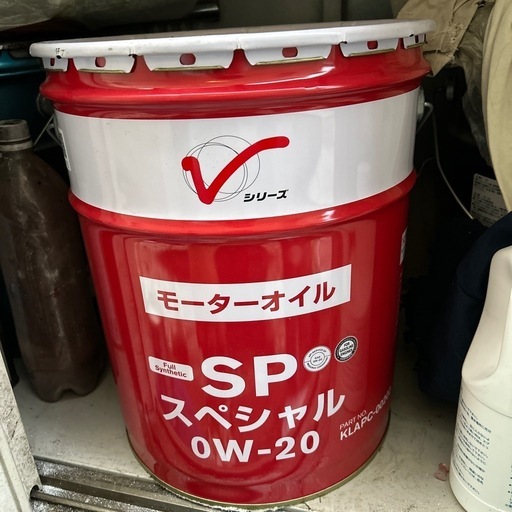 シリーズ
モーターオイル
Full
Synthetic
SP
スペシャル
0W-20
PART NO.